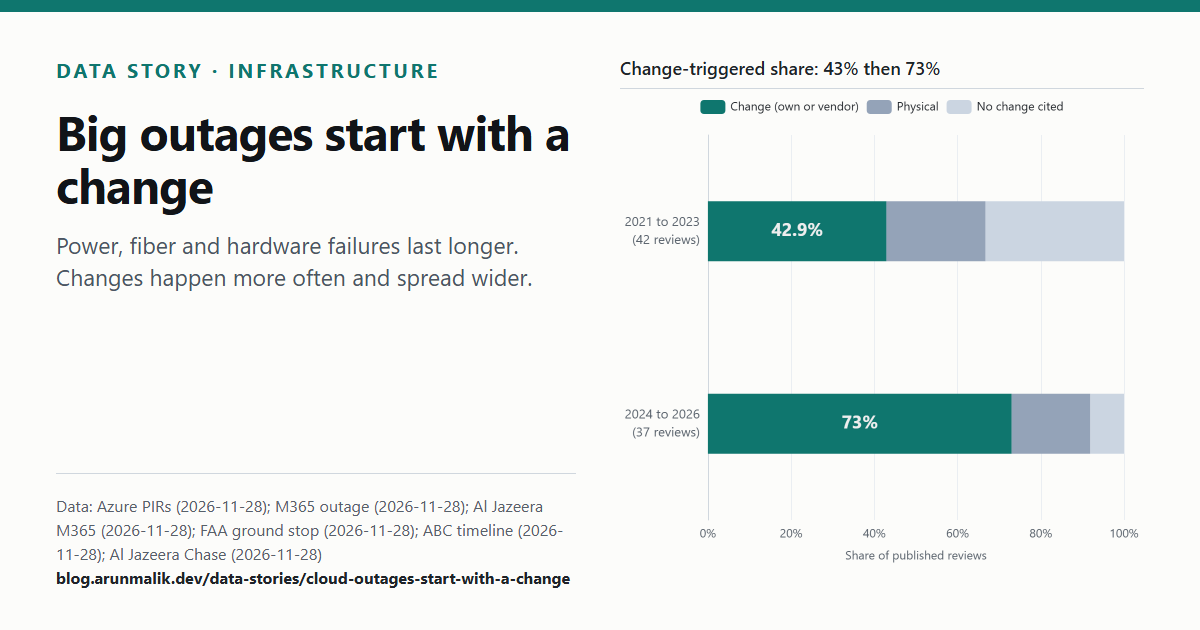 DATA STORY · INFRASTRUCTURE
Big outages start with a
change
Power, fiber and hardware failures last longer.
Changes happen more often and spread wider.
Data: Azure PIRs (2026-11-28); M365 outage (2026-11-28); Al Jazeera
M365 (2026-11-28); FAA ground stop (2026-11-28); ABC timeline (2026-
11-28); Al Jazeera Chase (2026-11-28)
blog.arunmalik.dev/data-stories/cloud-outages-start-with-a-change
Change-triggered share: 43% then 73%
Change (own or vendor) Physical No change cited
2021 to 2023
(42 reviews)
42.9%
2024 to 2026
(37 reviews)
73%
0% 20% 40% 60% 80% 100%
Share of published reviews